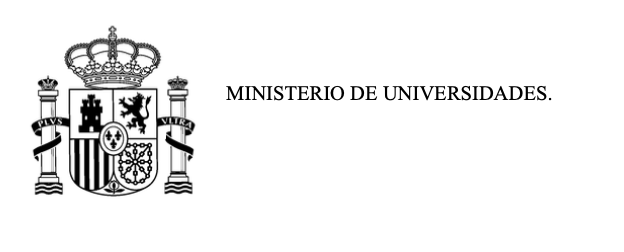 MINISTERIO DE UNIVERSIDADES.
PLVS VLTRA